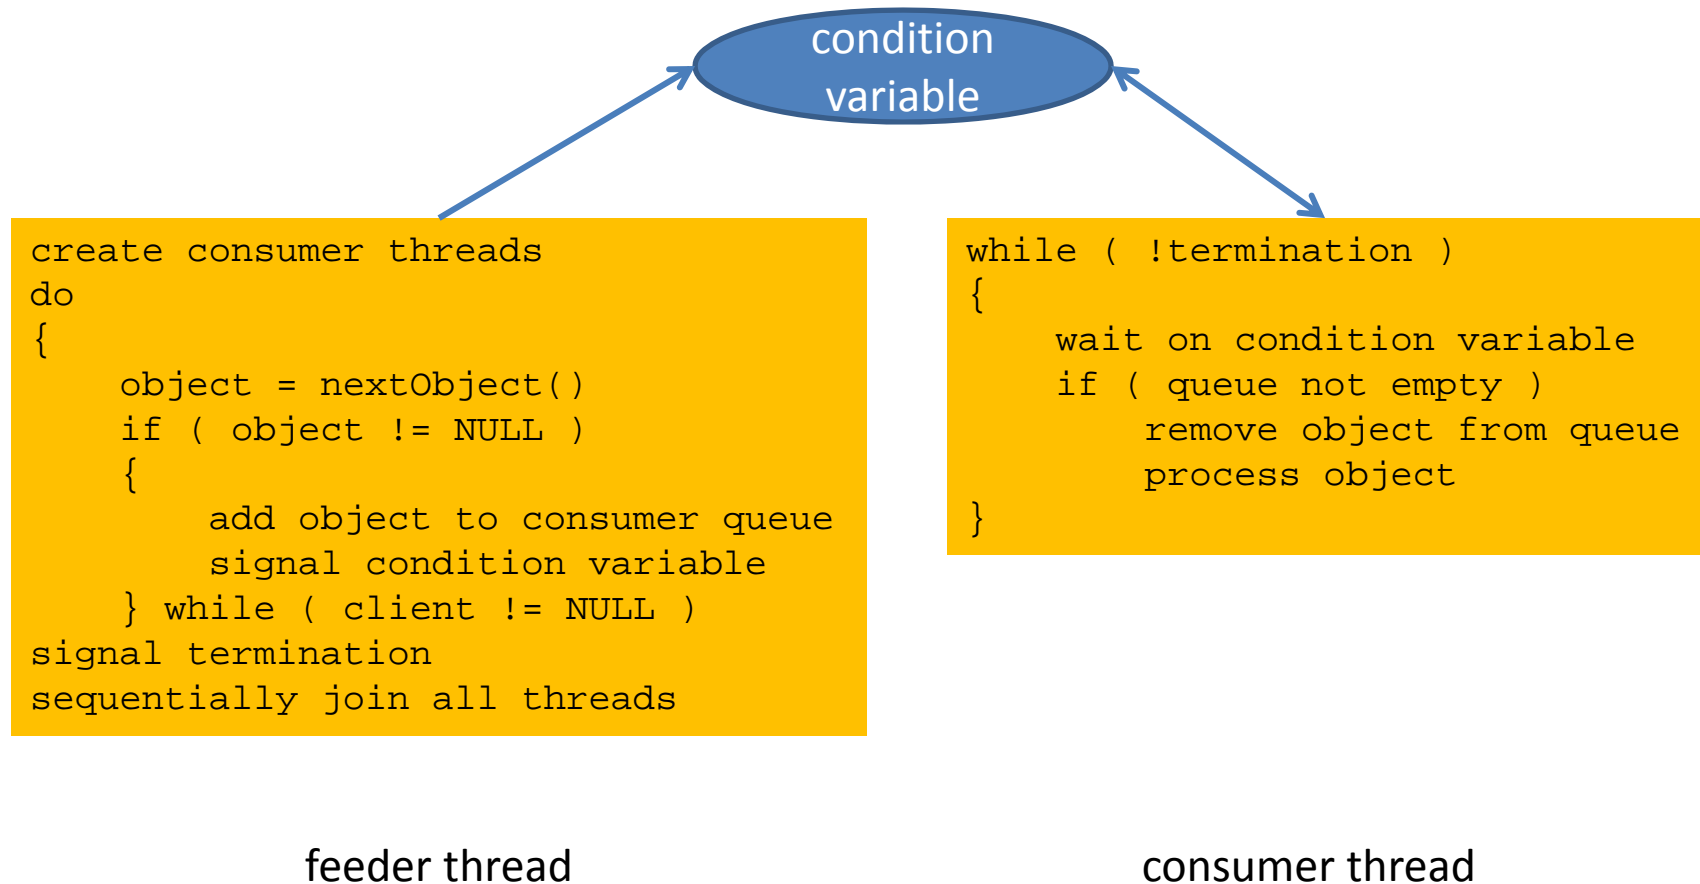 condition
variable
create consumer threads
do
{
    object = nextObject()
    if ( object != NULL )
    {
        add object to consumer queue
        signal condition variable
    } while ( client != NULL )
signal termination
sequentially join all threads
while ( !termination )
{
    wait on condition variable
    if ( queue not empty )
        remove object from queue
        process object
}
feeder thread
consumer thread